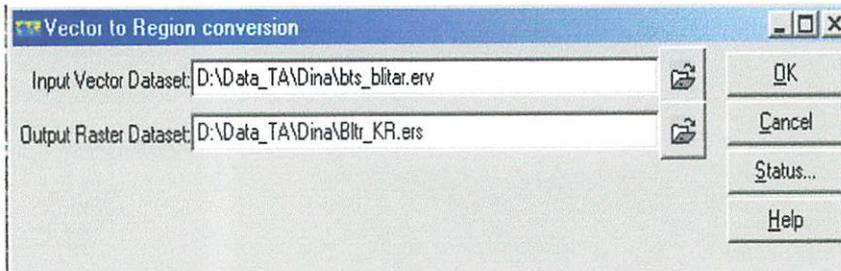 Vector to Region conversion
Input Vector Dataset: D:\Data_TA\Dina\bts_blitar.erv
OK
Output Raster Dataset: D:\Data_TA\Dina\Bltr_KR.ers
Cancel
Status...
Help